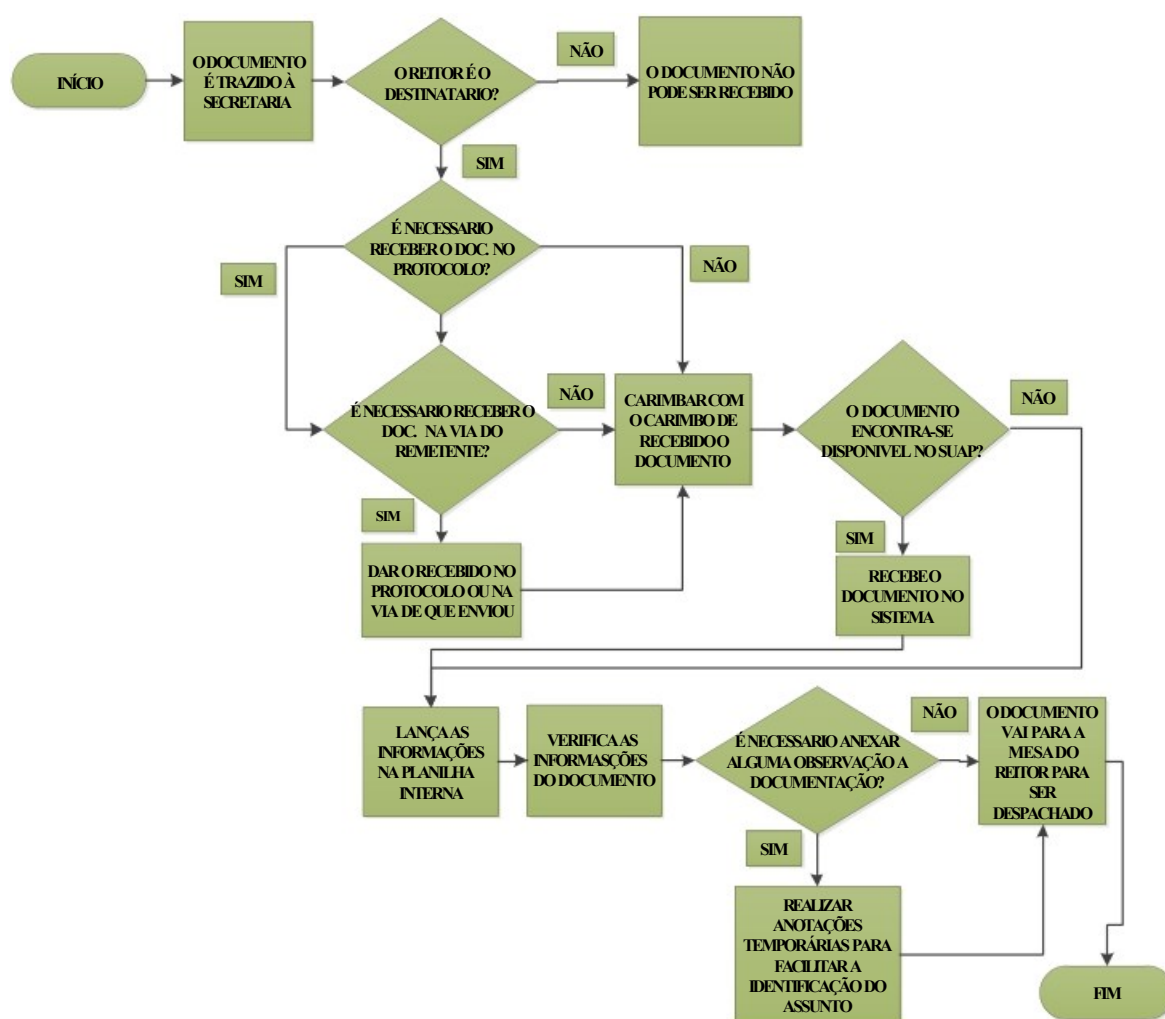 INÍCIO
O DOCUMENTO
É TRAZIDO À
SECRETARIA
O REITOR É O
DESTINATARIO?
NÃO
O DOCUMENTO NÃO
PODE SER RECEBIDO
SIM
É NECESSARIO
RECEBER O DOC. NO
PROTOCOLO?
SIM
NÃO
É NECESSARIO RECEBER O
DOC. NA VIA DO
REMETENTE?
NÃO
CARIMBAR COM
O CARIMBO DE
RECEBIDO O
DOCUMENTO
O DOCUMENTO
ENCONTRA-SE
DISPONIVEL NO SUAP?
NÃO
SIM
DAR O RECEBIDO NO
PROTOCOLO OU NA
VIA DE QUE ENVIOU
SIM
RECEBE O
DOCUMENTO NO
SISTEMA
LANÇA AS
INFORMAÇÕES
NA PLANILHA
INTERNA
VERIFICA AS
INFORMASÇÕES
DO DOCUMENTO
É NECESSARIO ANEXAR
ALGUMA OBSERVAÇÃO A
DOCUMENTAÇÃO?
NÃO
O DOCUMENTO
VAI PARA A
MESA DO
REITOR PARA
SER
DESPACHADO
SIM
REALIZAR
ANOTAÇÕES
TEMPORÁRIAS PARA
FACILITAR A
IDENTIFICAÇÃO DO
ASSUNTO
FIM